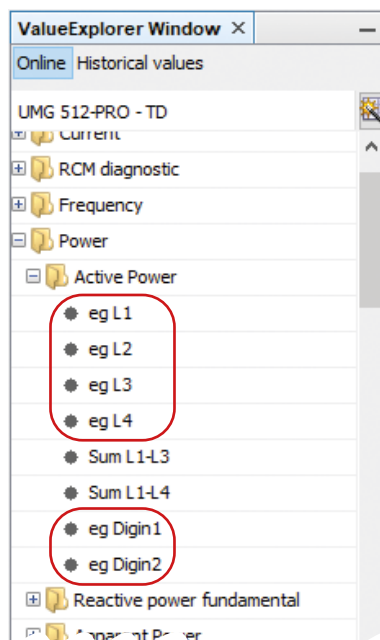 ValueExplorer Window ×
Online Historical values
UMG 512-PRO - TD
Current
RCM diagnostic
Frequency
Power
Active Power
eg L1
eg L2
eg L3
eg L4
Sum L1-L3
Sum L1-L4
eg Digin1
eg Digin2
Reactive power fundamental